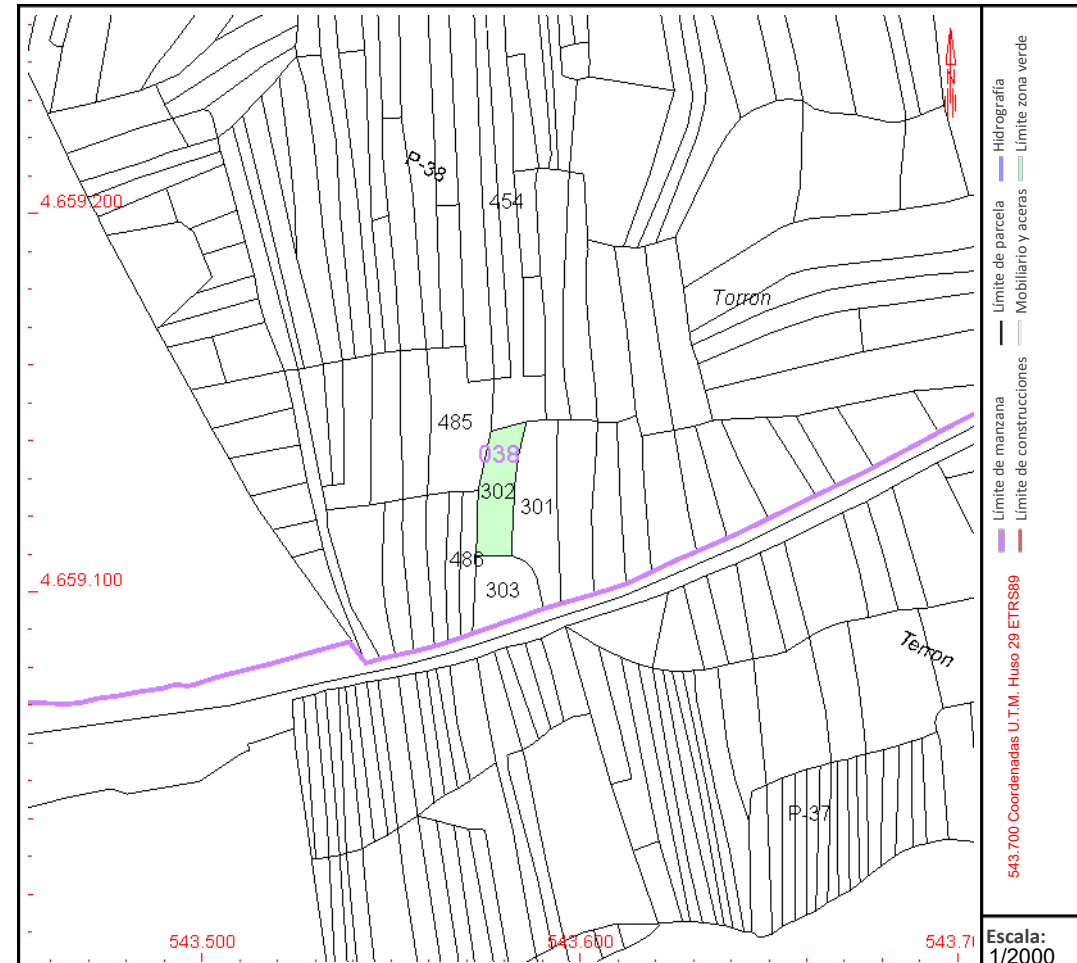 P-38
454
4.659.200
Torron
485
038
302
301
486
4.659.100
303
Terron
P-37
543.500
543.600
543.7
N
Límite de manzana
Límite de parcela
Hidrografía
Límite de construcciones
Mobiliario y aceras
Límite zona verde
543.700 Coordenadas U.T.M. Huso 29 ETRS89
Escala:
1/2000